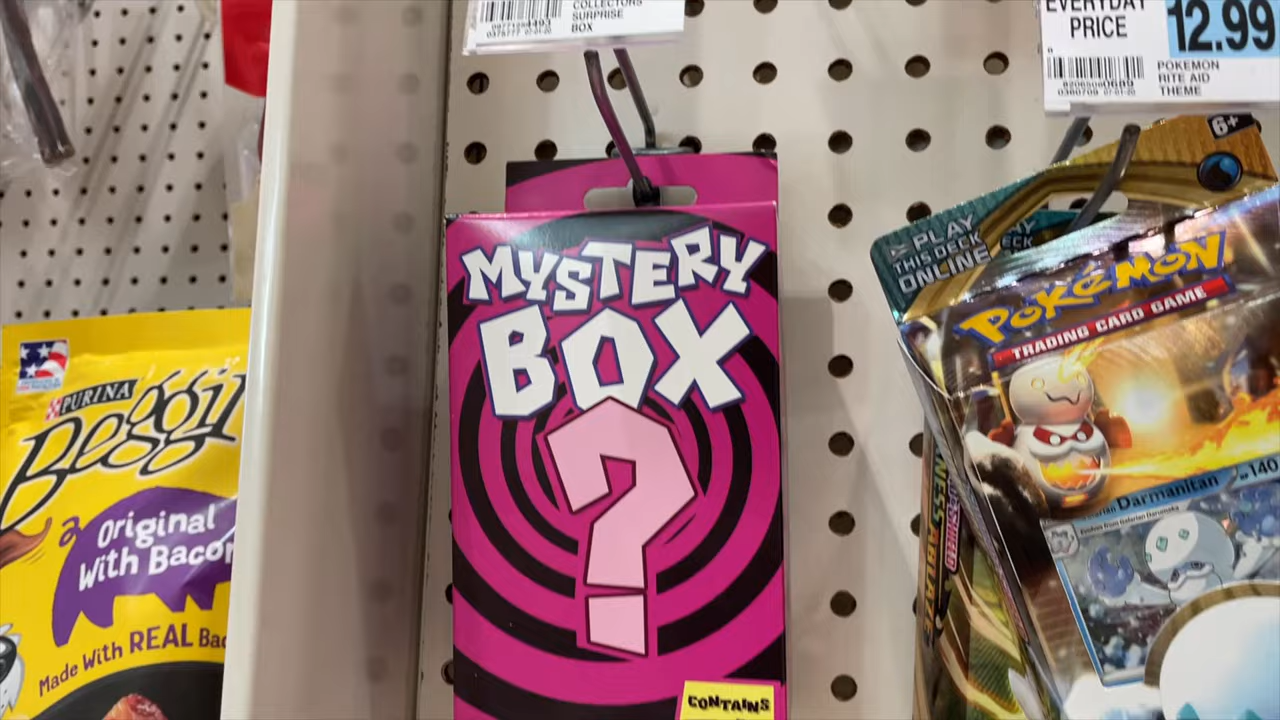 COLLECTORS
SURPRISE
BOX
EVERYDAY
PRICE
12.99
POKEMON
RITE AID
THEME
MYSTERY
BOX
?
CONTAINS
PURINA
Beggi
Original
With Bacon
Made With REAL Bac
6+
PLAY
THIS DECK
ONLINE
POKéMON
TRADING CARD GAME
Darmanitan
140